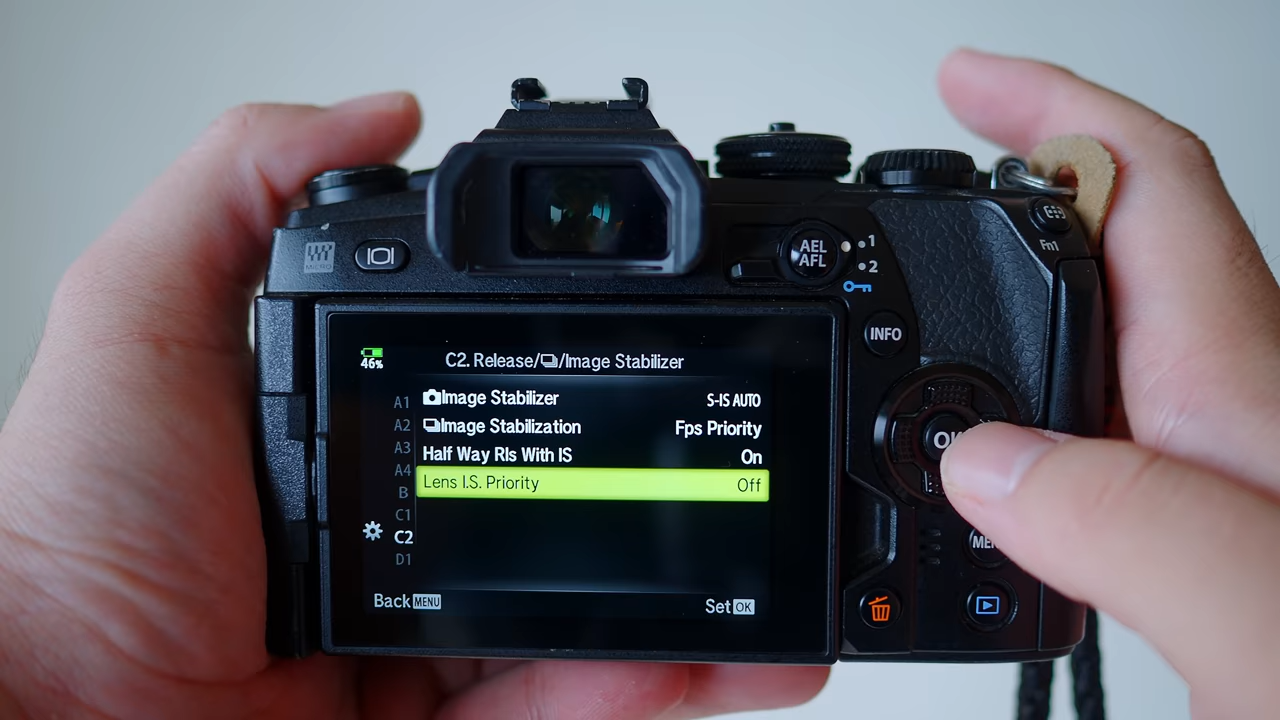 MICRO
AEL
AFL
1
2
Fn1
INFO
46%
C2. Release/ /Image Stabilizer
A1 Image Stabilizer S-IS AUTO
A2 Image Stabilization Fps Priority
A3 Half Way Rls With IS On
A4 Lens I.S. Priority Off
B
C1
C2
D1
Back MENU Set OK